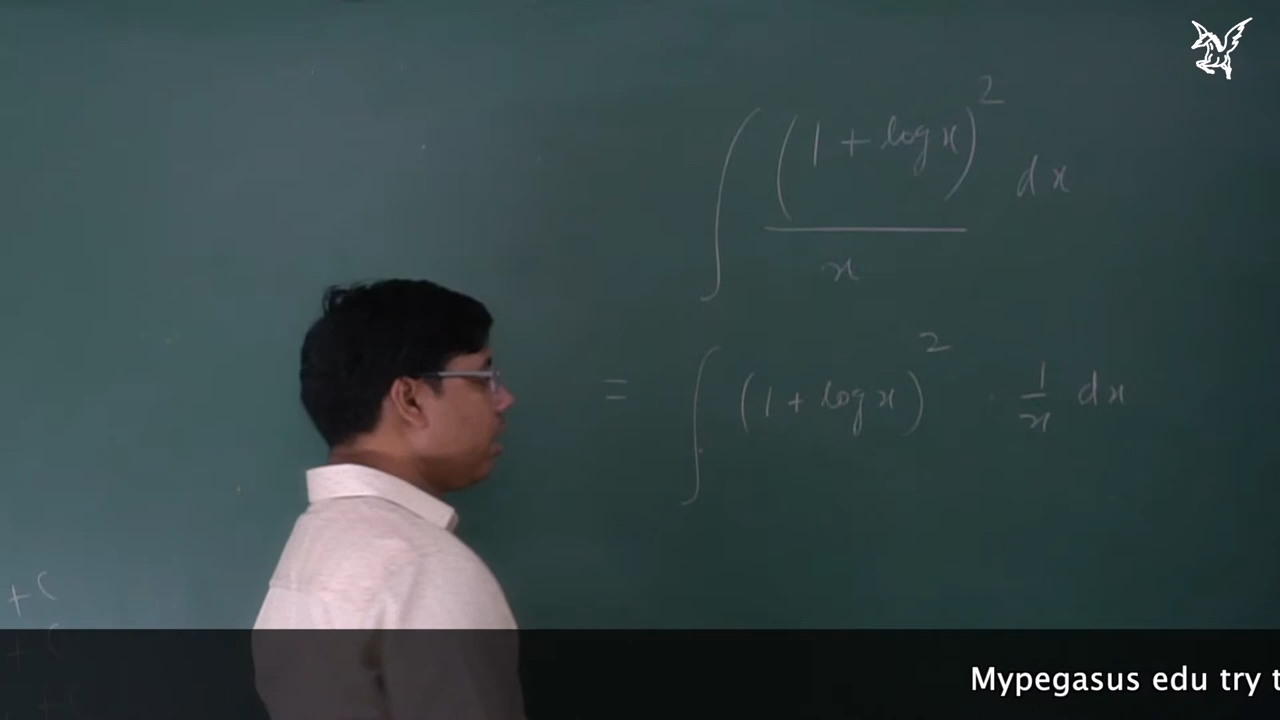 ∫ (1 + log x)² / x dx
= ∫ (1 + log x)² · 1/x dx
+ C
+ C
+ C
Mypegasus edu try t